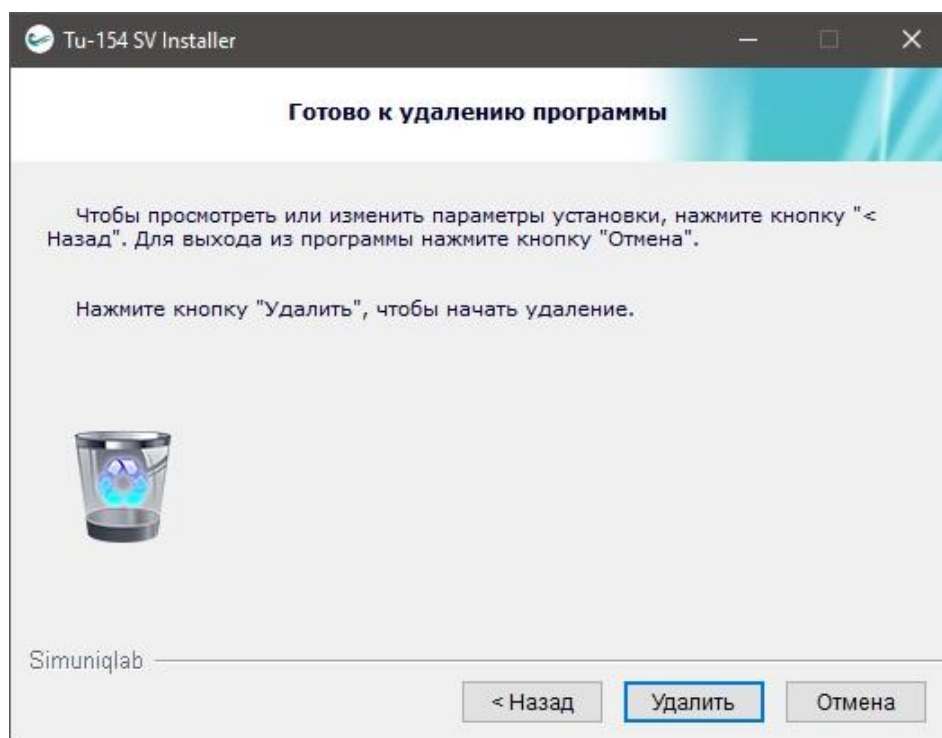 Tu-154 SV Installer
Готово к удалению программы
Чтобы просмотреть или изменить параметры установки, нажмите кнопку "<
Назад". Для выхода из программы нажмите кнопку "Отмена".
Нажмите кнопку "Удалить", чтобы начать удаление.
Simuniqlab
< Назад
Удалить
Отмена